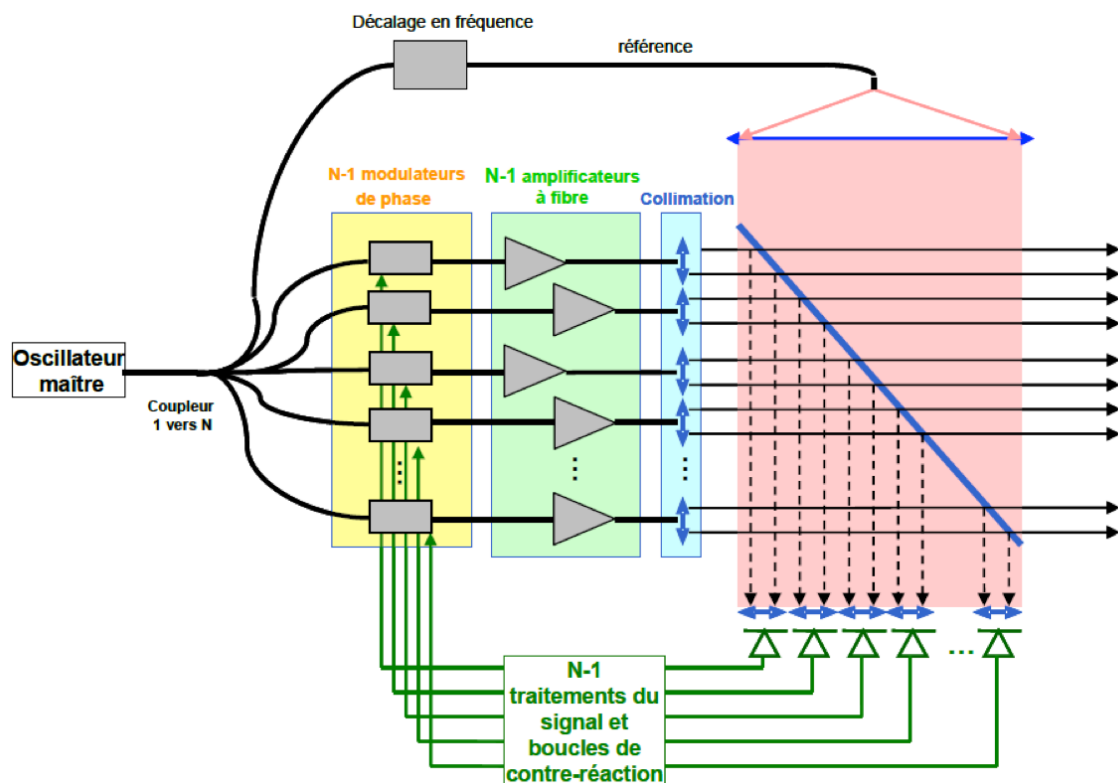 Décalage en fréquence
référence
N-1 modulateurs
de phase
N-1 amplificateurs
à fibre
Collimation
Oscillateur
maître
Coupleur
1 vers N
N-1
traitements du
signal et
boucles de
contre-réaction